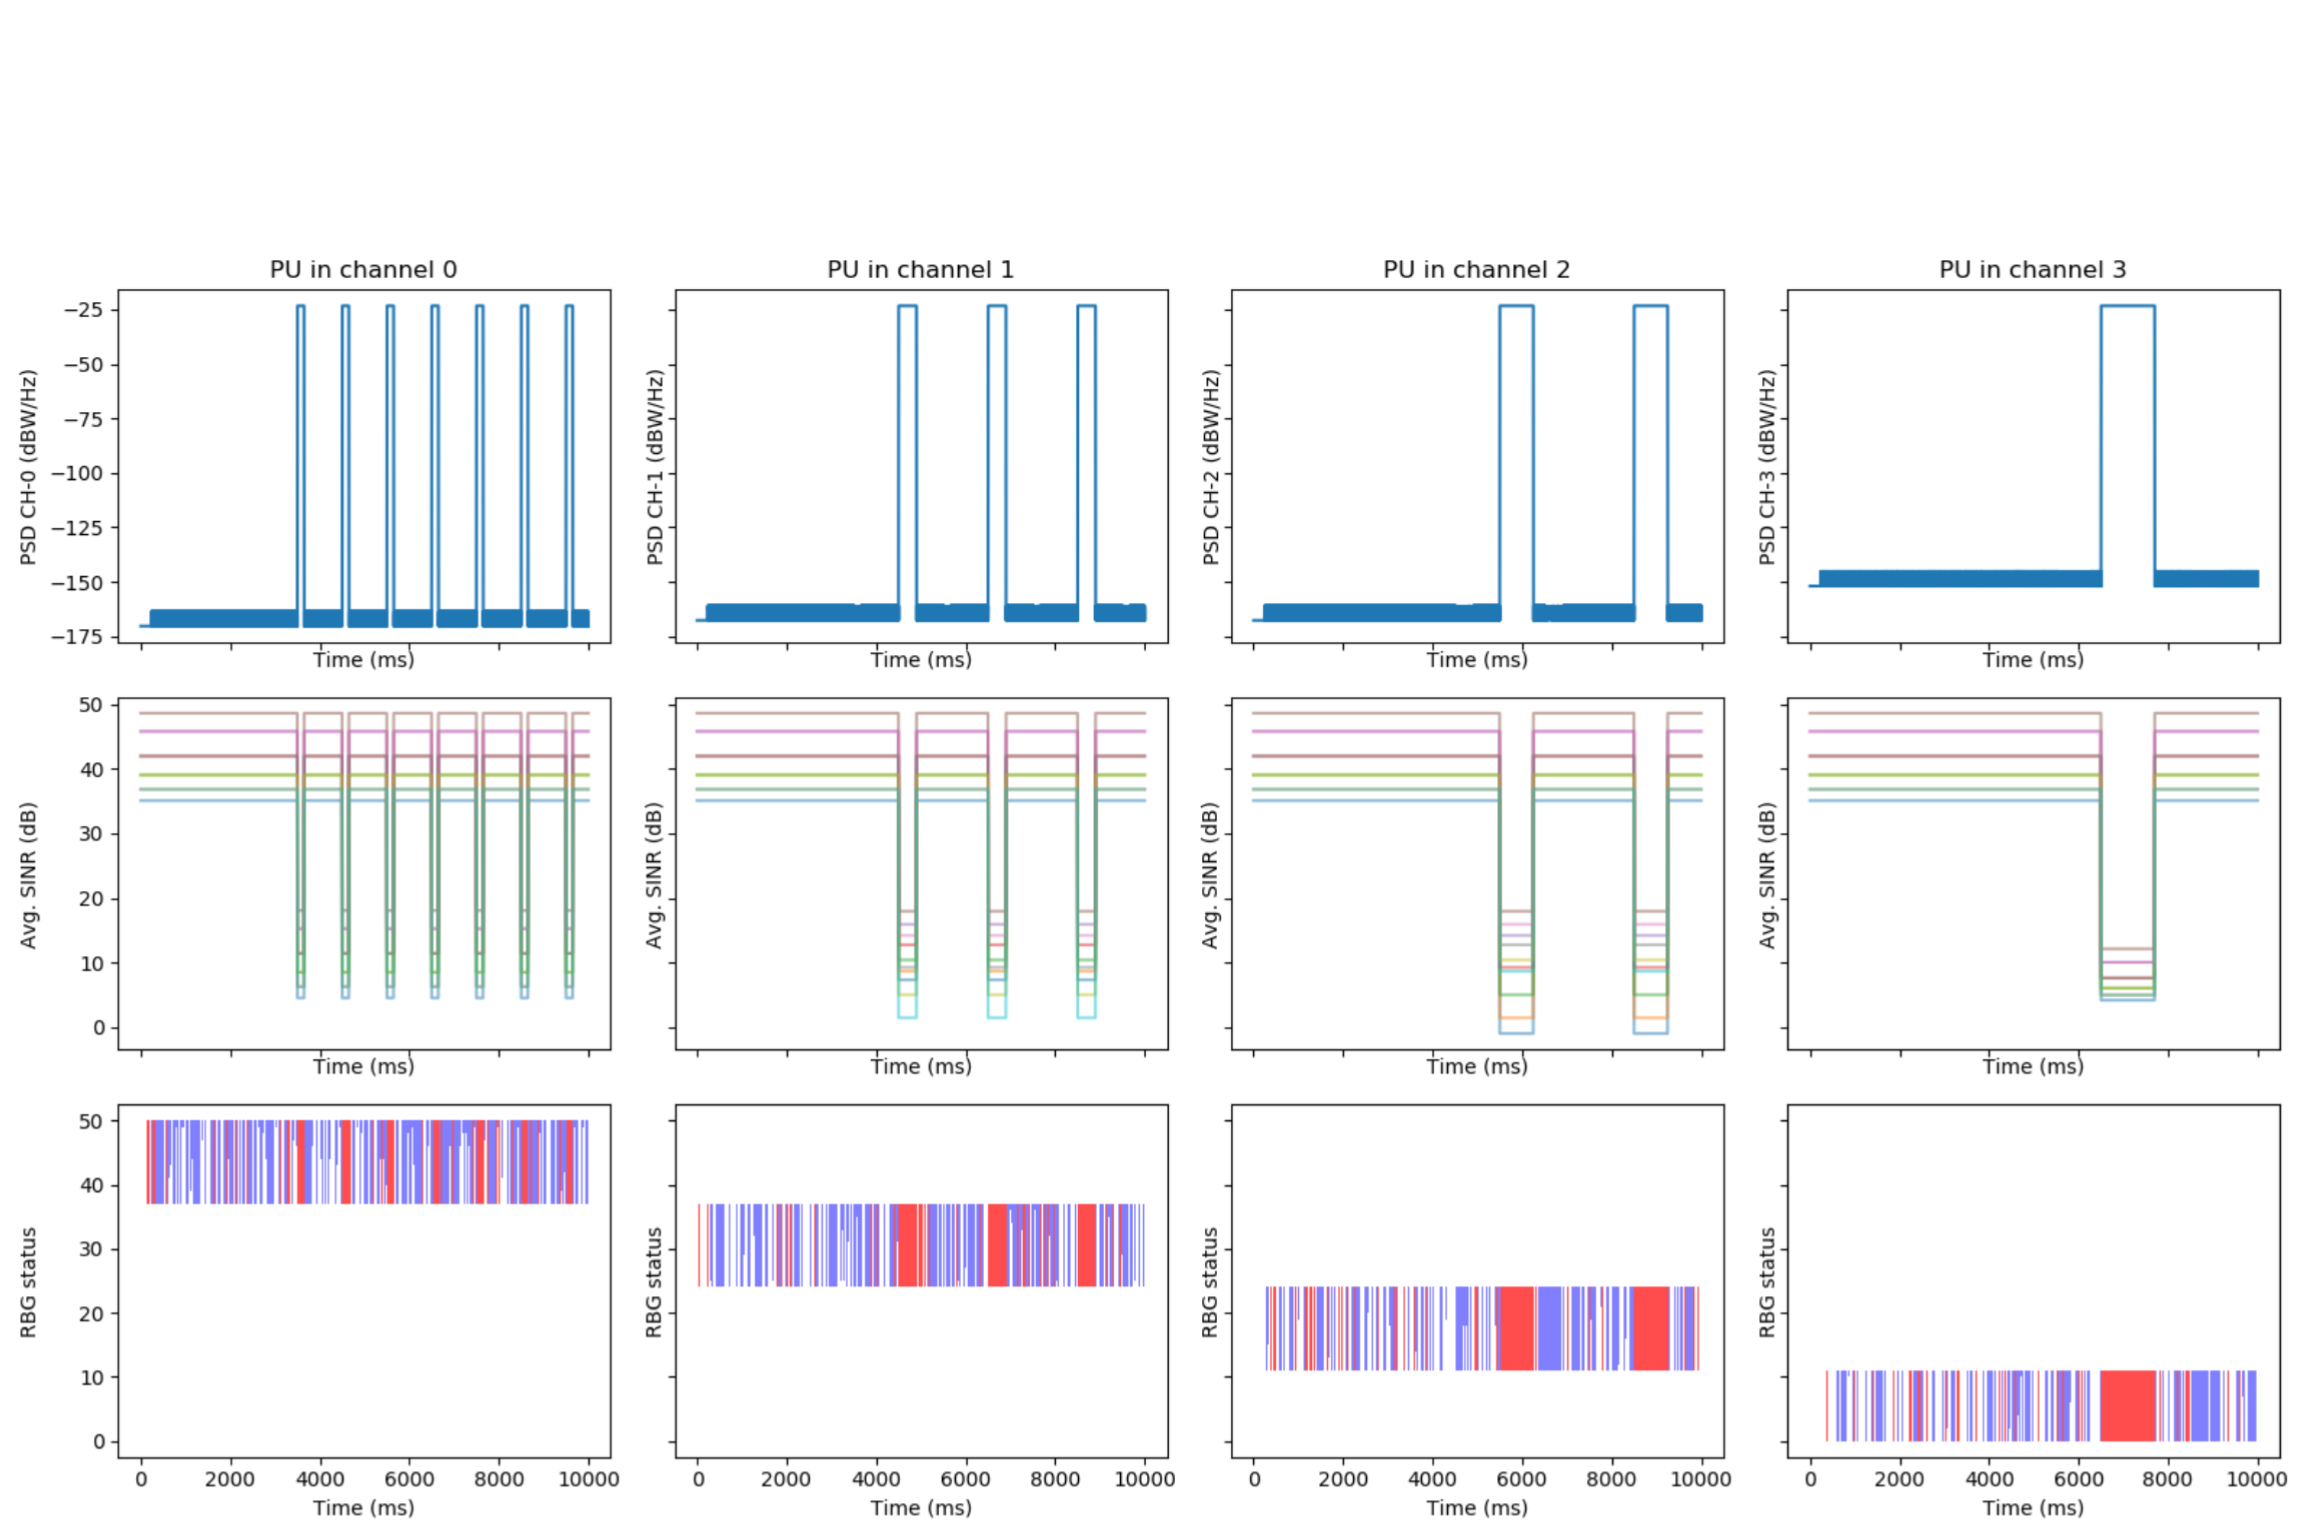 PU in channel 0
PU in channel 1
PU in channel 2
PU in channel 3
PSD CH-0 (dBW/Hz)
−25
−50
−75
−100
−125
−150
−175
Time (ms)
PSD CH-1 (dBW/Hz)
Time (ms)
PSD CH-2 (dBW/Hz)
Time (ms)
PSD CH-3 (dBW/Hz)
Time (ms)
Avg. SINR (dB)
50
40
30
20
10
0
Time (ms)
Avg. SINR (dB)
Time (ms)
Avg. SINR (dB)
Time (ms)
Avg. SINR (dB)
Time (ms)
RBG status
50
40
30
20
10
0
0 2000 4000 6000 8000 10000
Time (ms)
RBG status
0 2000 4000 6000 8000 10000
Time (ms)
RBG status
0 2000 4000 6000 8000 10000
Time (ms)
RBG status
0 2000 4000 6000 8000 10000
Time (ms)